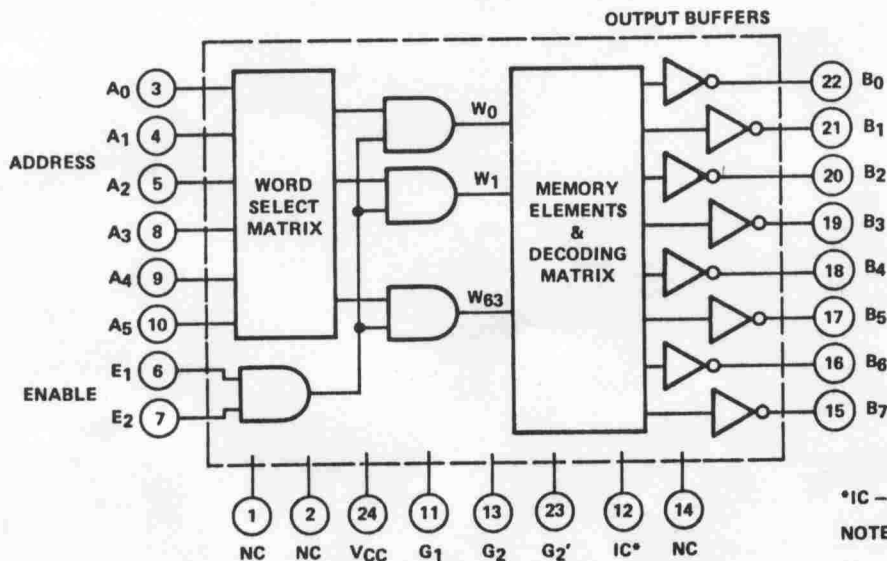 OUTPUT BUFFERS
ADDRESS
A0 3
A1 4
A2 5
A3 8
A4 9
A5 10
ENABLE
E1 6
E2 7
WORD
SELECT
MATRIX
W0
W1
W63
MEMORY
ELEMENTS
&
DECODING
MATRIX
22 B0
21 B1
20 B2
19 B3
18 B4
17 B5
16 B6
15 B7
1 2 24 11 13 23 12 14
NC NC VCC G1 G2 G2' IC* NC
*IC –
NOTE